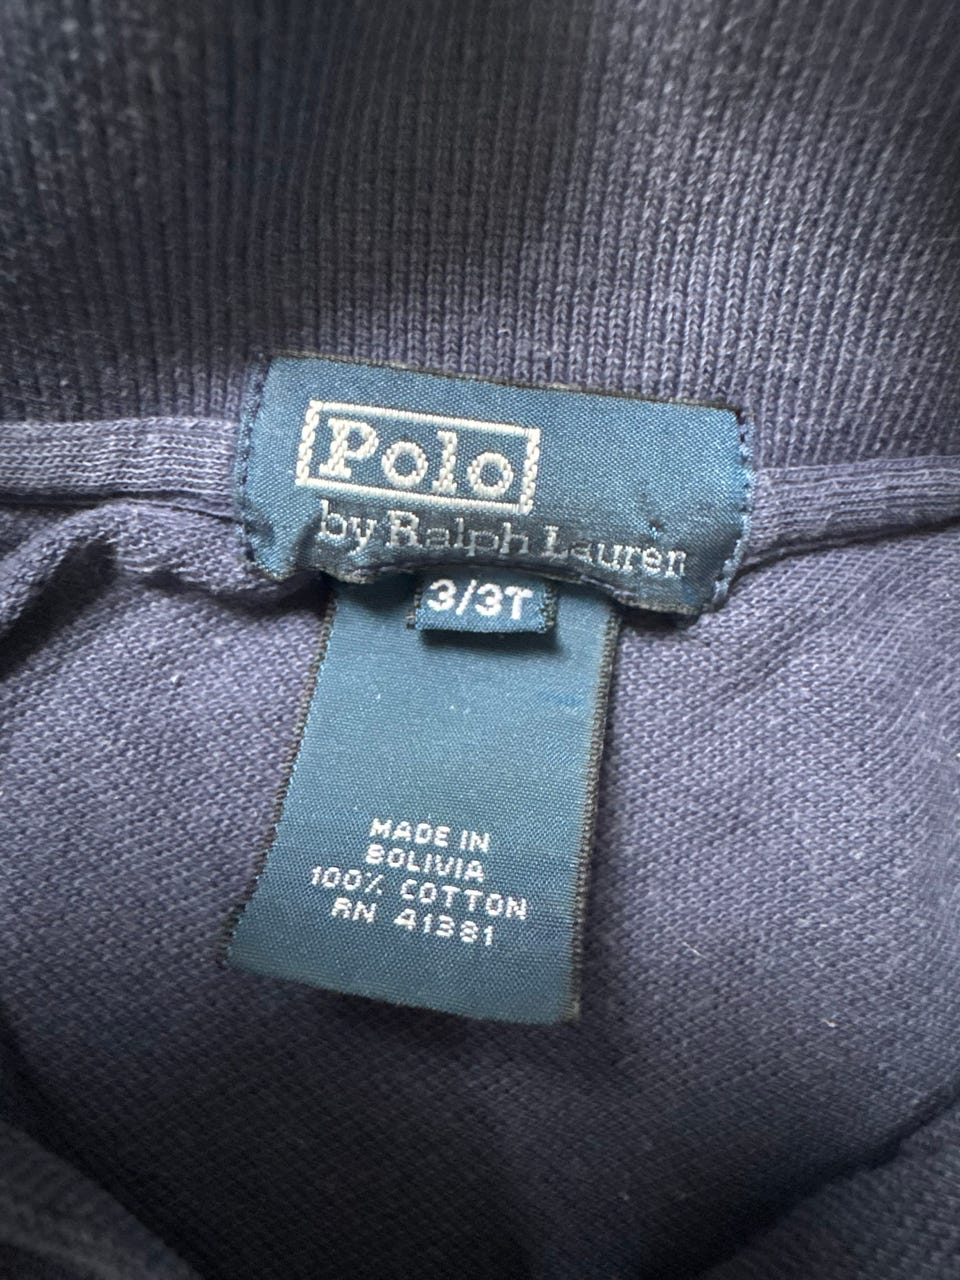 Polo
by Ralph Lauren
3/3T
MADE IN
BOLIVIA
100% COTTON
RN 41381